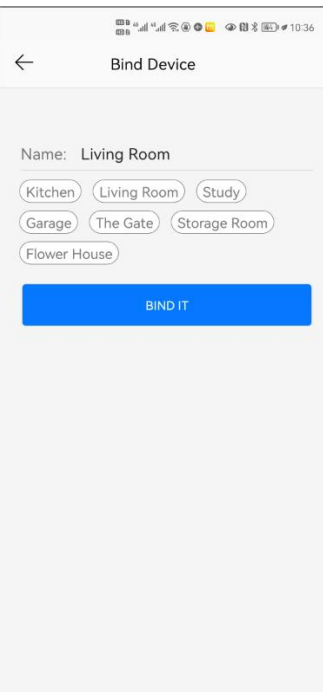 10:36
Bind Device
Name: Living Room
Kitchen Living Room Study
Garage The Gate Storage Room
Flower House
BIND IT